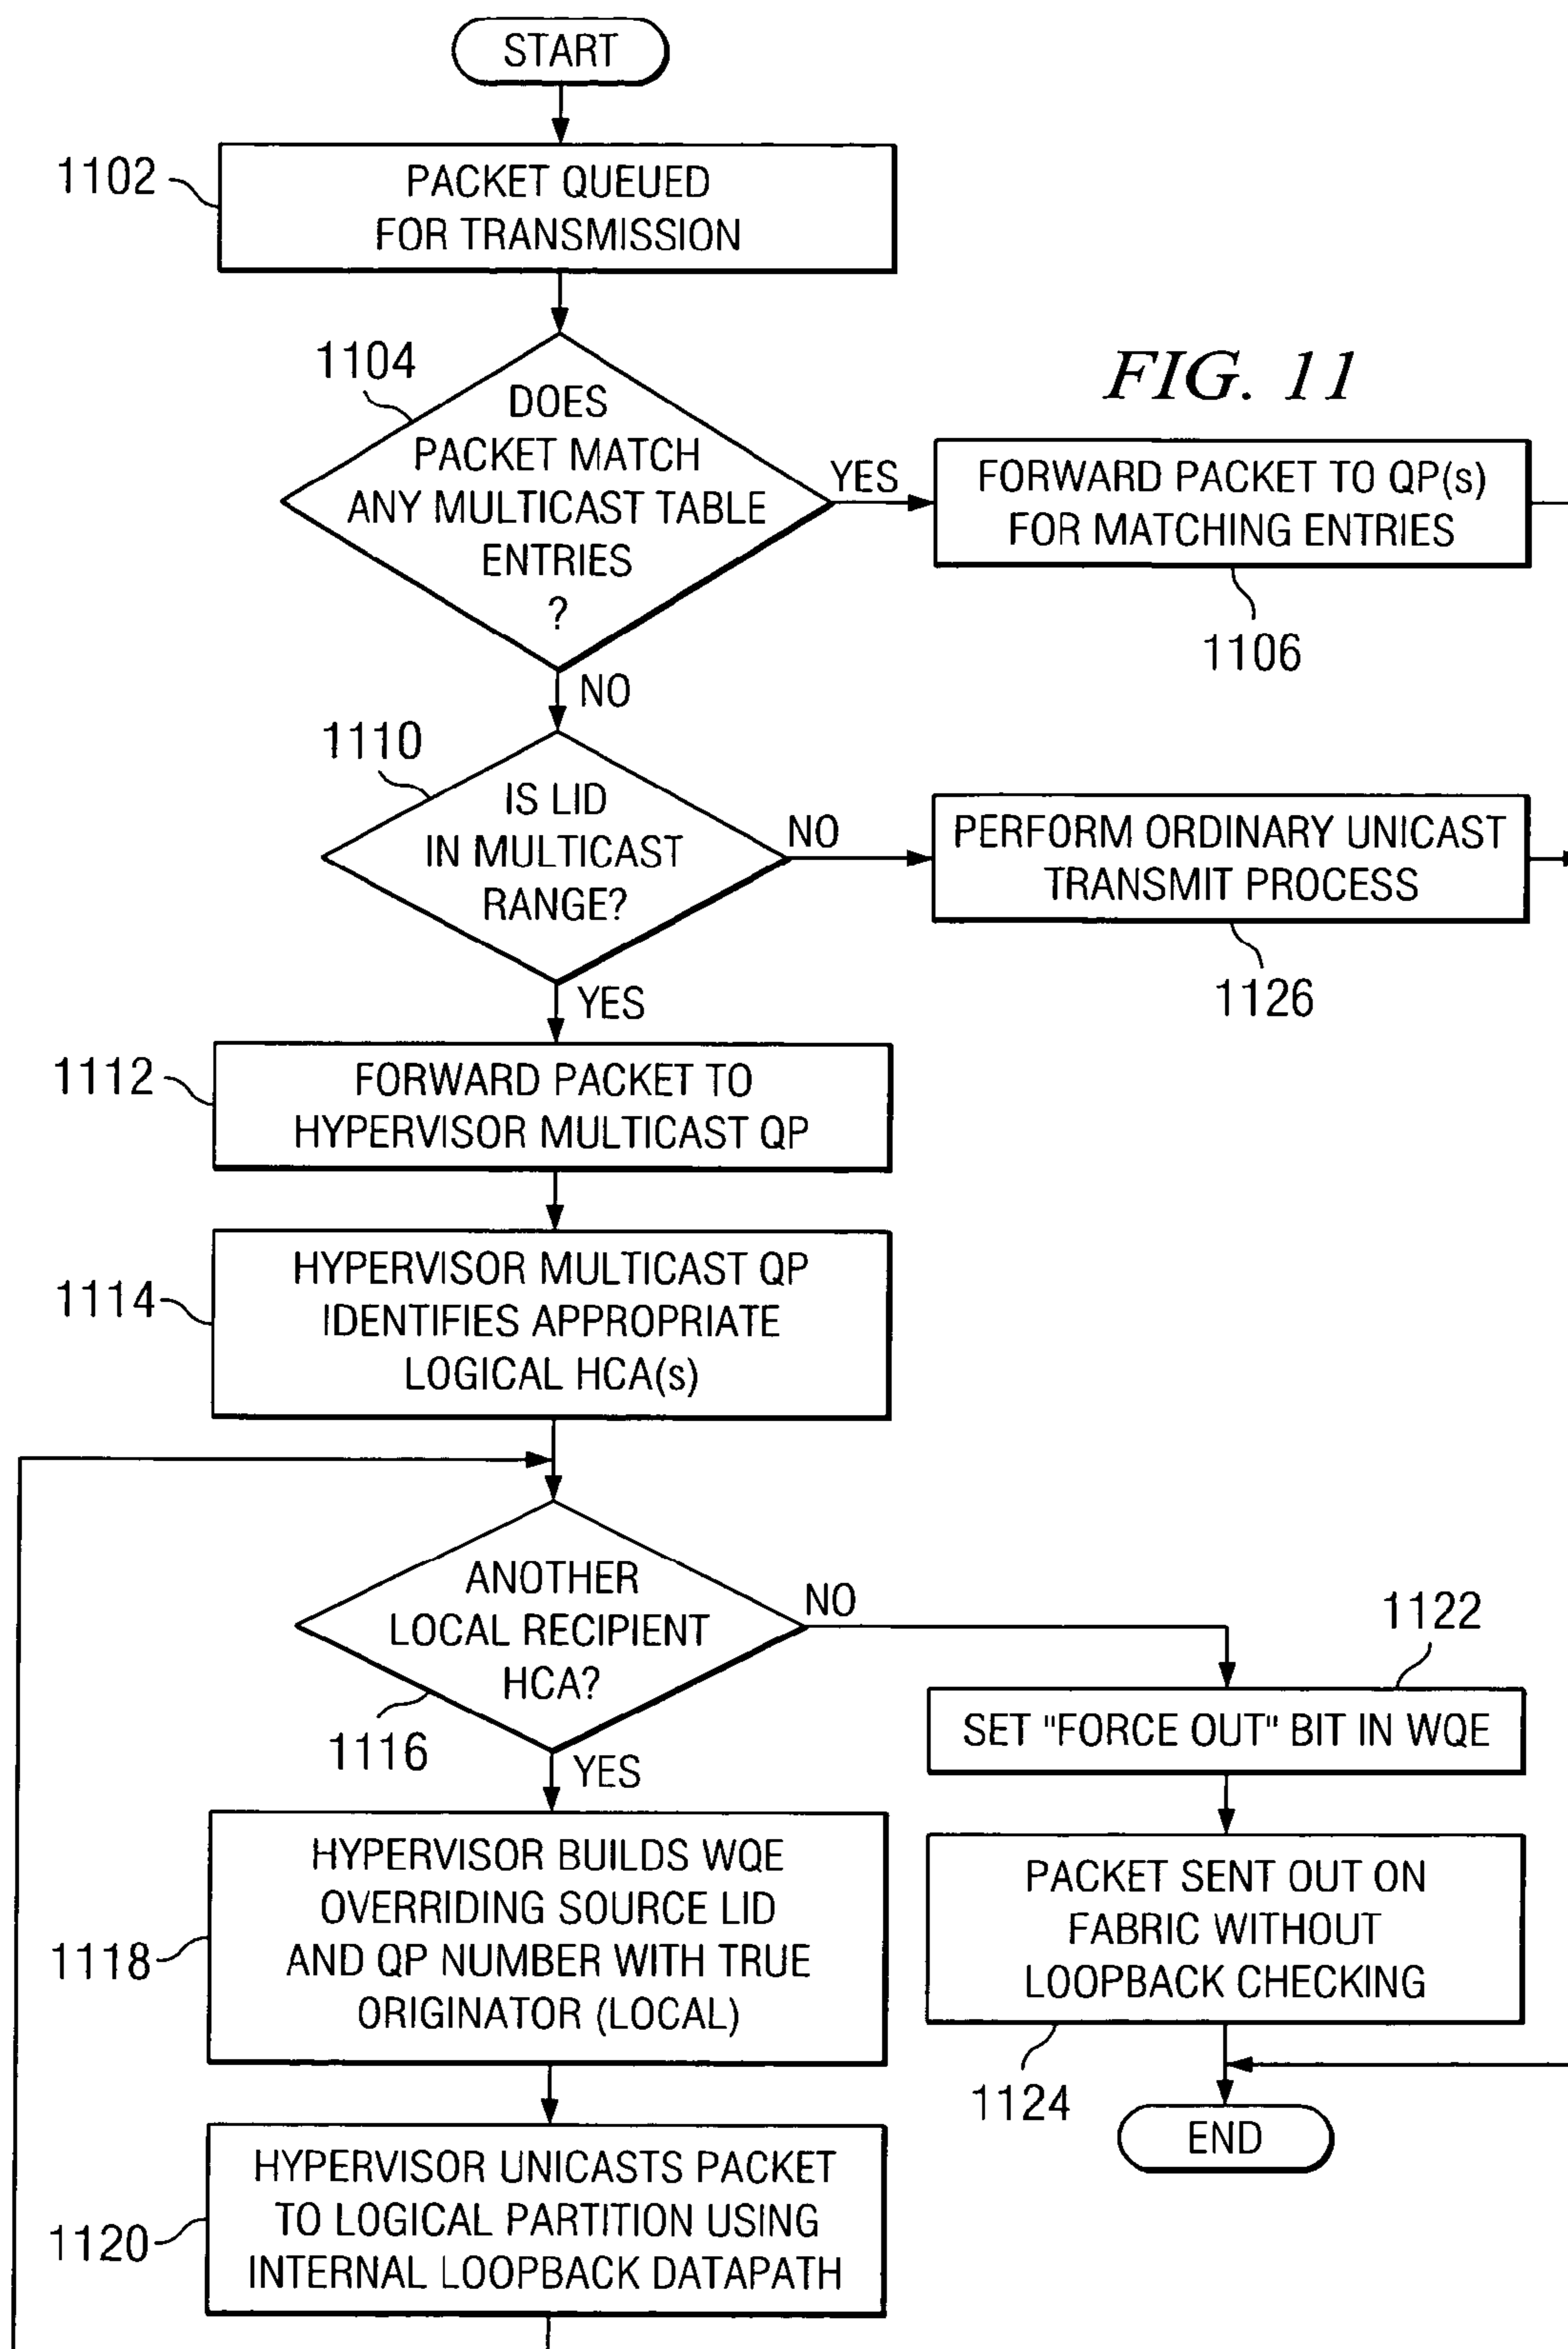 START
1102
PACKET QUEUED
FOR TRANSMISSION
1104
DOES
PACKET MATCH
ANY MULTICAST TABLE
ENTRIES
?
FIG. 11
YES
FORWARD PACKET TO QP(s)
FOR MATCHING ENTRIES
1106
NO
1110
IS LID
IN MULTICAST
RANGE?
NO
PERFORM ORDINARY UNICAST
TRANSMIT PROCESS
1126
YES
1112
FORWARD PACKET TO
HYPERVISOR MULTICAST QP
1114
HYPERVISOR MULTICAST QP
IDENTIFIES APPROPRIATE
LOGICAL HCA(s)
ANOTHER
LOCAL RECIPIENT
HCA?
1116
NO
1122
SET "FORCE OUT" BIT IN WQE
YES
1118
HYPERVISOR BUILDS WQE
OVERRIDING SOURCE LID
AND QP NUMBER WITH TRUE
ORIGINATOR (LOCAL)
PACKET SENT OUT ON
FABRIC WITHOUT
LOOPBACK CHECKING
1124
END
1120
HYPERVISOR UNICASTS PACKET
TO LOGICAL PARTITION USING
INTERNAL LOOPBACK DATAPATH